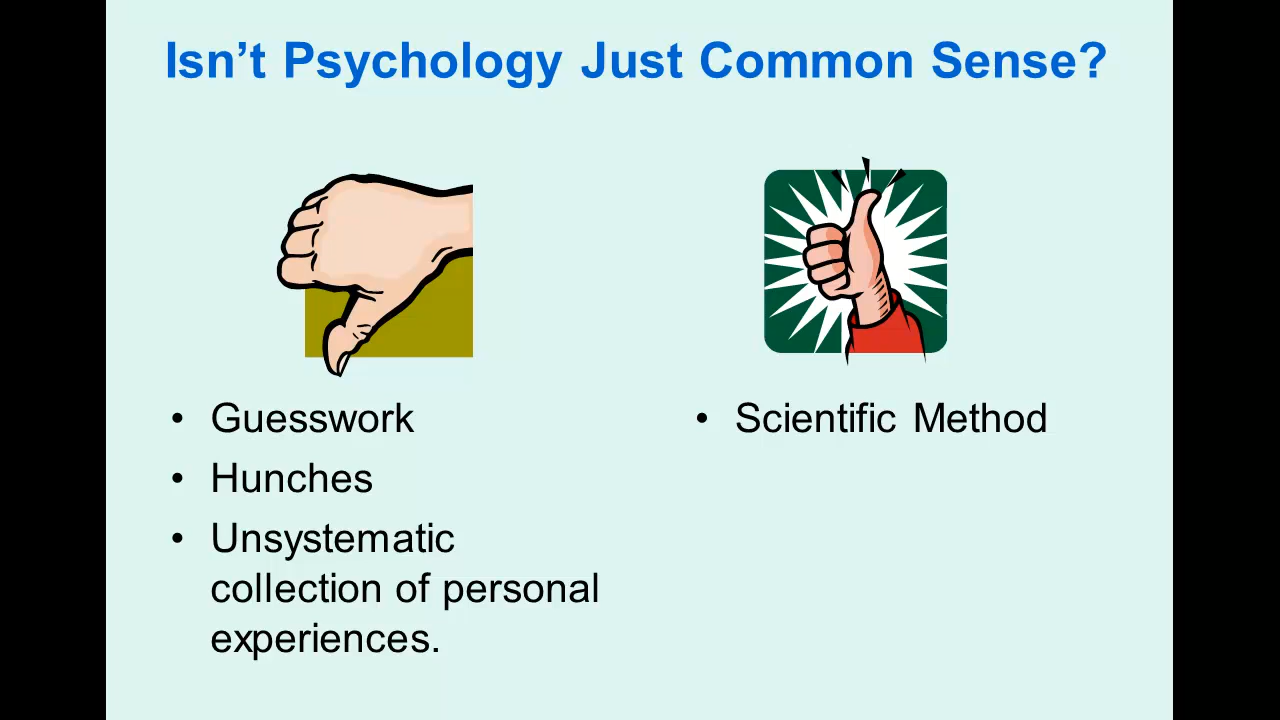 Isn’t Psychology Just Common Sense?
• Guesswork
• Hunches
• Unsystematic
collection of personal
experiences.
• Scientific Method